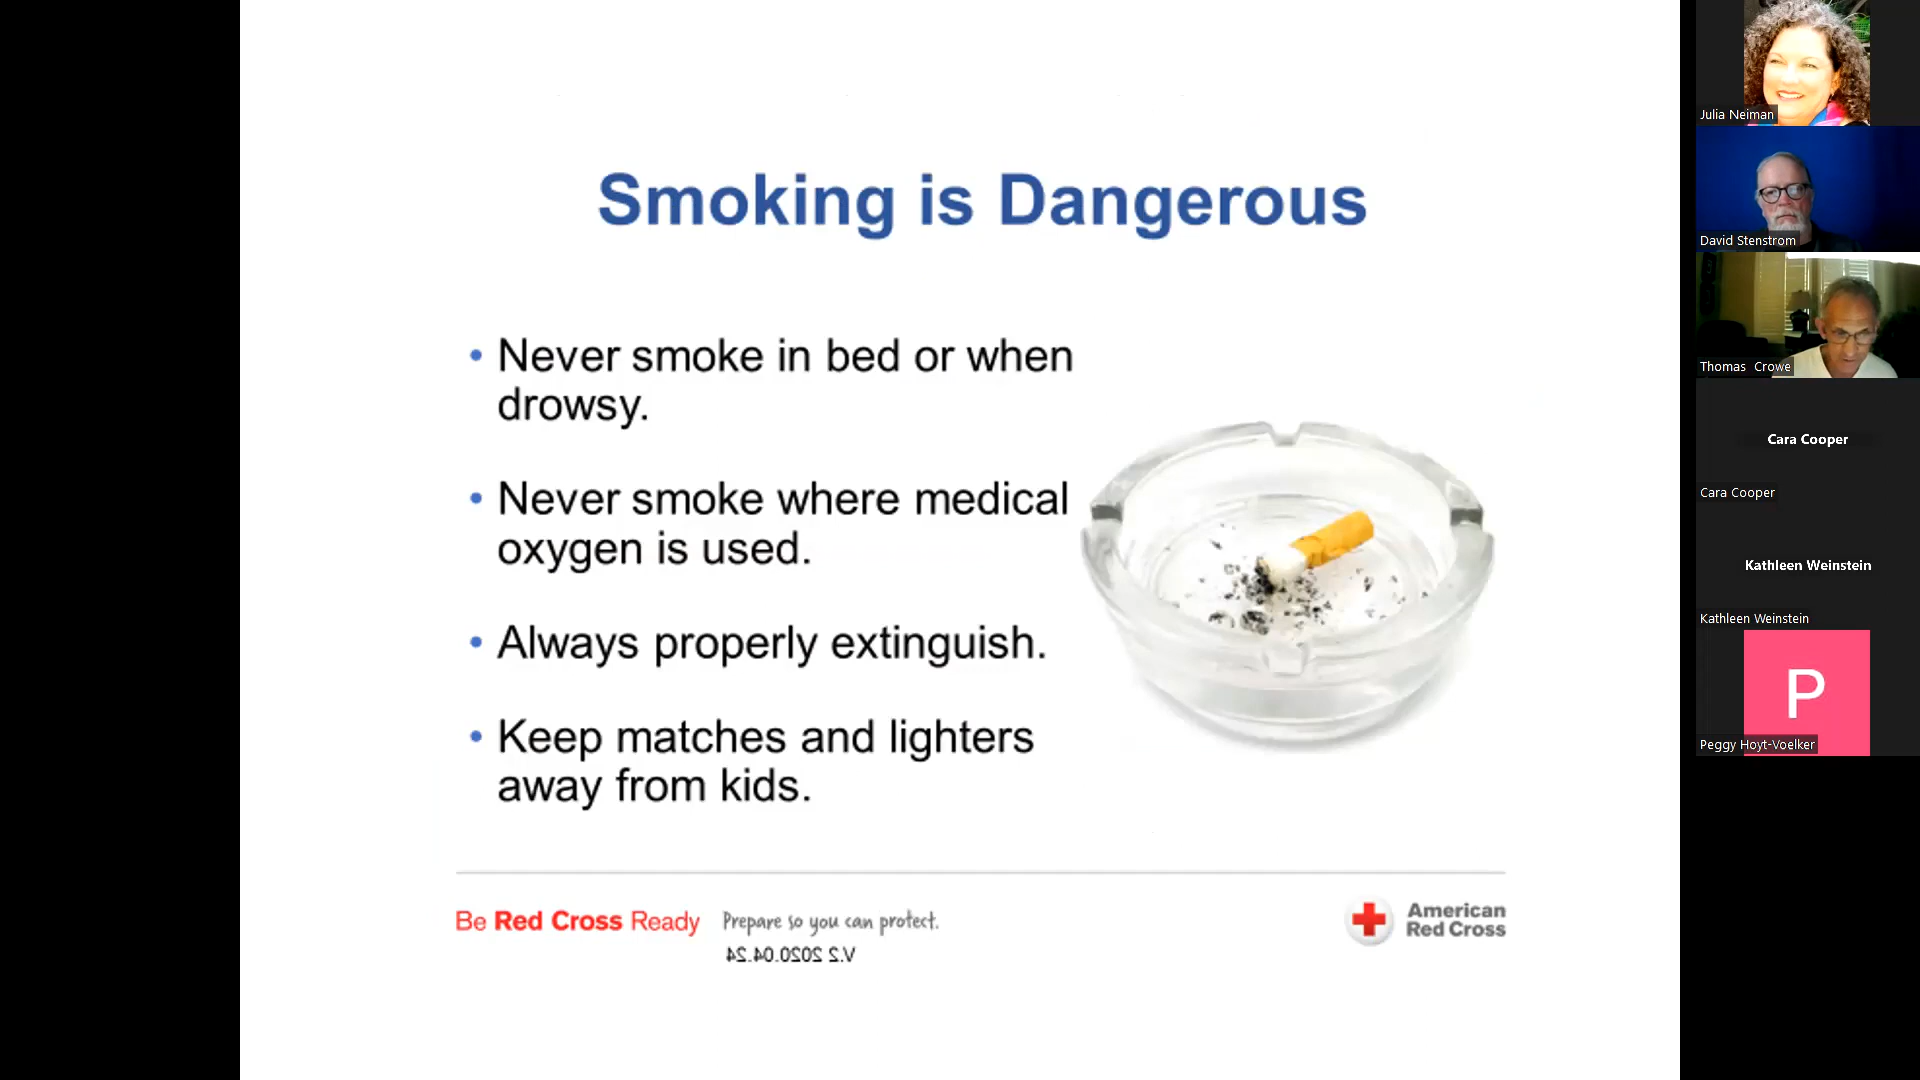 Smoking is Dangerous
• Never smoke in bed or when
drowsy.
• Never smoke where medical
oxygen is used.
• Always properly extinguish.
• Keep matches and lighters
away from kids.
Be Red Cross Ready
Prepare so you can protect.
V.2 2020.04.24
American
Red Cross
Julia Neiman
David Stenstrom
Thomas Crowe
Cara Cooper
Cara Cooper
Kathleen Weinstein
Kathleen Weinstein
P
Peggy Hoyt-Voelker